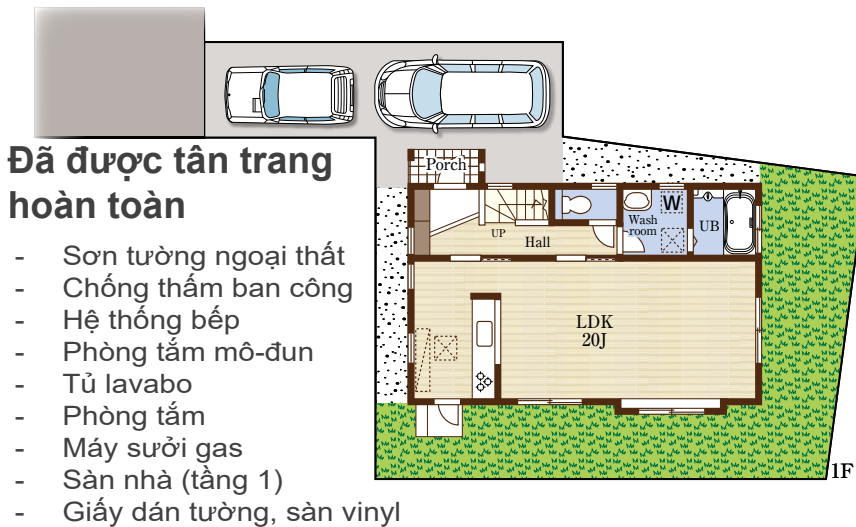 Đã được tân trang
hoàn toàn
- Sơn tường ngoại thất
- Chống thấm ban công
- Hệ thống bếp
- Phòng tắm mô-đun
- Tủ lavabo
- Phòng tắm
- Máy sưởi gas
- Sàn nhà (tầng 1)
- Giấy dán tường, sàn vinyl
Porch
UP
Hall
Wash
room
W
UB
LDK
20J
1F